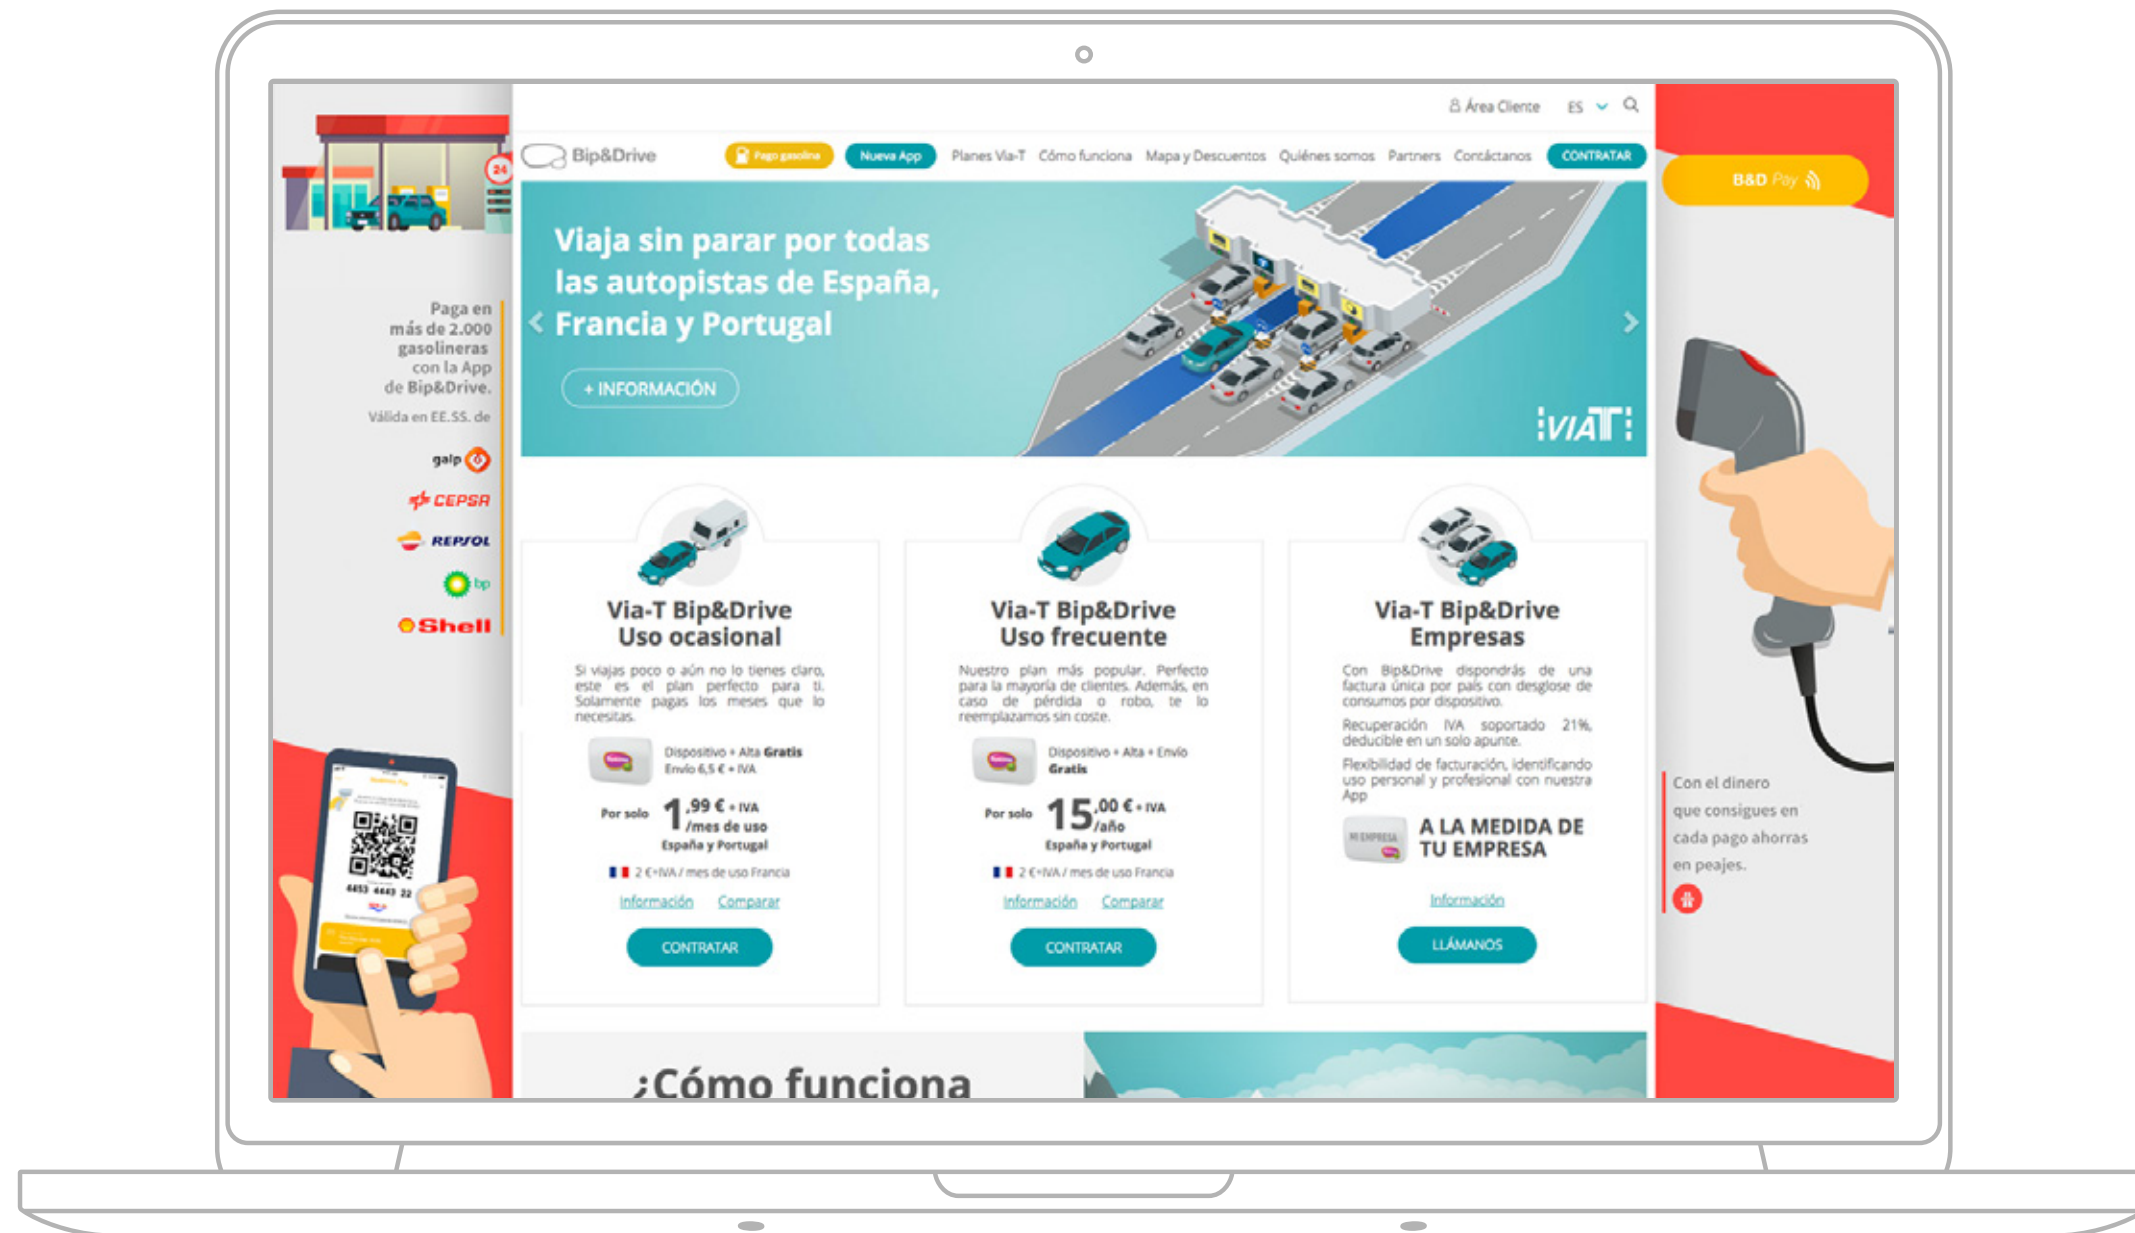 Área Cliente ES
Bip&Drive
Pago gasolina
Nueva App
Planes Via-T
Cómo funciona
Mapa y Descuentos
Quiénes somos
Partners
Contáctanos
CONTRATAR
24
Paga en
más de 2.000
gasolineras
con la App
de Bip&Drive.
Válida en EE.SS. de
galp
CEPSA
REPSOL
bp
Shell
4453 4443 22
Viaja sin parar por todas
las autopistas de España,
Francia y Portugal
+ INFORMACIÓN
VIAT
Via-T Bip&Drive
Uso ocasional
Si viajas poco o aún no lo tienes claro,
este es el plan perfecto para ti.
Solamente pagas los meses que lo
necesitas.
Dispositivo + Alta Gratis
Envío 6,5 € + IVA
Por solo 1,99 € + IVA
/mes de uso
España y Portugal
2 €+IVA / mes de uso Francia
Información Comparar
CONTRATAR
Via-T Bip&Drive
Uso frecuente
Nuestro plan más popular. Perfecto
para la mayoría de clientes. Además, en
caso de pérdida o robo, te lo
reemplazamos sin coste.
Dispositivo + Alta + Envío
Gratis
Por solo 15,00 € + IVA
/año
España y Portugal
2 €+IVA / mes de uso Francia
Información Comparar
CONTRATAR
Via-T Bip&Drive
Empresas
Con Bip&Drive dispondrás de una
factura única por país con desglose de
consumos por dispositivo.
Recuperación IVA soportado 21%,
deducible en un solo apunte.
Flexibilidad de facturación, identificando
uso personal y profesional con nuestra
App
MI EMPRESA
A LA MEDIDA DE
TU EMPRESA
Información
LLÁMANOS
B&D Pay
Con el dinero
que consigues en
cada pago ahorras
en peajes.
¿Cómo funciona